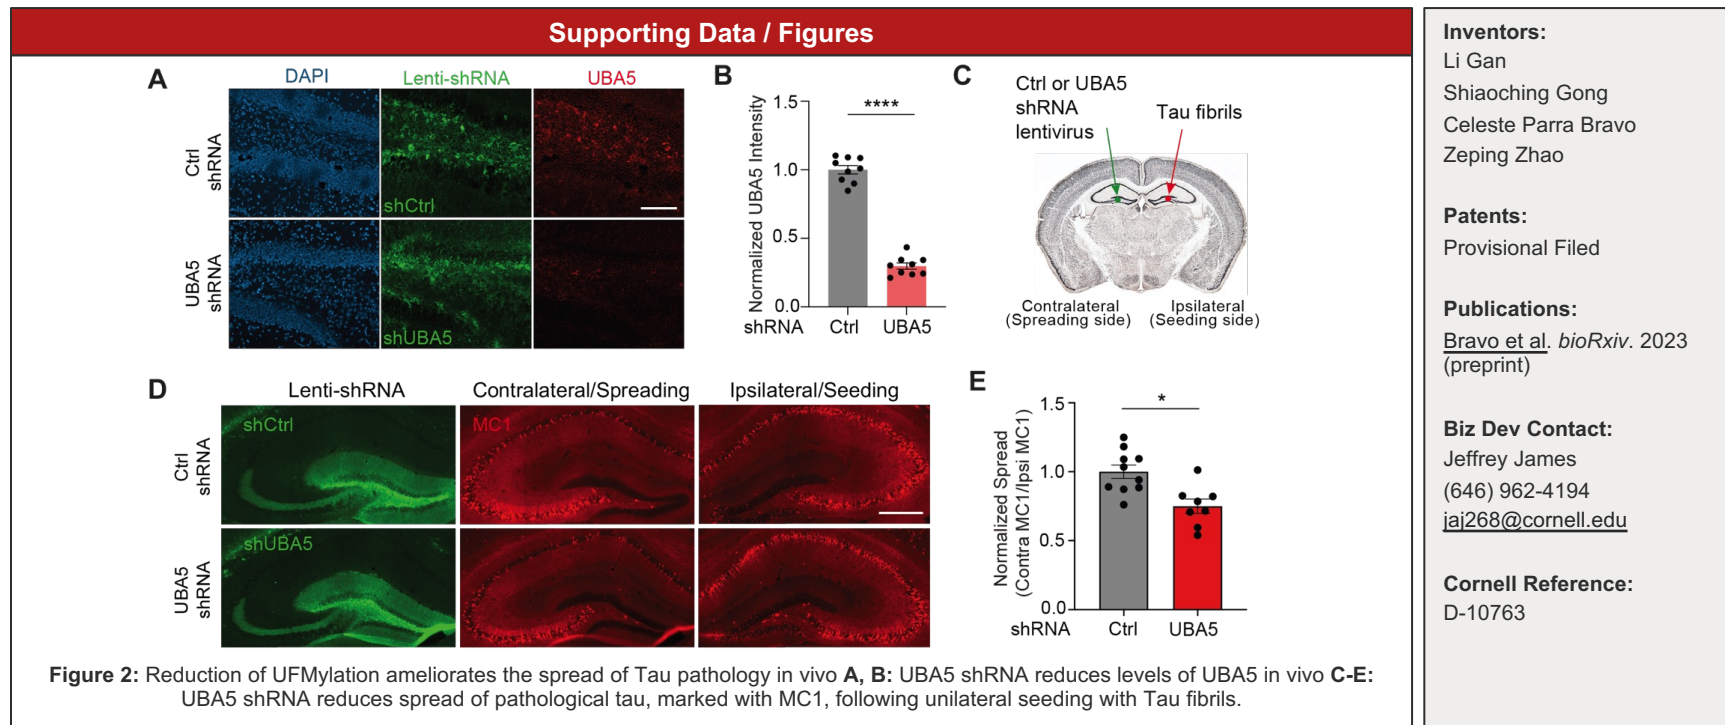 Supporting Data / Figures
A
DAPI
Lenti-shRNA
UBA5
Ctrl
shRNA
shCtrl
UBA5
shRNA
shUBA5
B
Normalized UBA5 Intensity
1.5
1.0
0.5
0.0
****
shRNA
Ctrl
UBA5
C
Ctrl or UBA5
shRNA
lentivirus
Tau fibrils
Contralateral
(Spreading side)
Ipsilateral
(Seeding side)
D
Lenti-shRNA
Contralateral/Spreading
Ipsilateral/Seeding
Ctrl
shRNA
shCtrl
MC1
UBA5
shRNA
shUBA5
E
Normalized Spread
(Contra MC1/Ipsi MC1)
1.5
1.0
0.5
0.0
*
shRNA
Ctrl
UBA5
Figure 2: Reduction of UFMylation ameliorates the spread of Tau pathology in vivo A, B: UBA5 shRNA reduces levels of UBA5 in vivo C-E:
UBA5 shRNA reduces spread of pathological tau, marked with MC1, following unilateral seeding with Tau fibrils.
Inventors:
Li Gan
Shiaoching Gong
Celeste Parra Bravo
Zeping Zhao
Patents:
Provisional Filed
Publications:
Bravo et al. bioRxiv. 2023
(preprint)
Biz Dev Contact:
Jeffrey James
(646) 962-4194
jaj268@cornell.edu
Cornell Reference:
D-10763